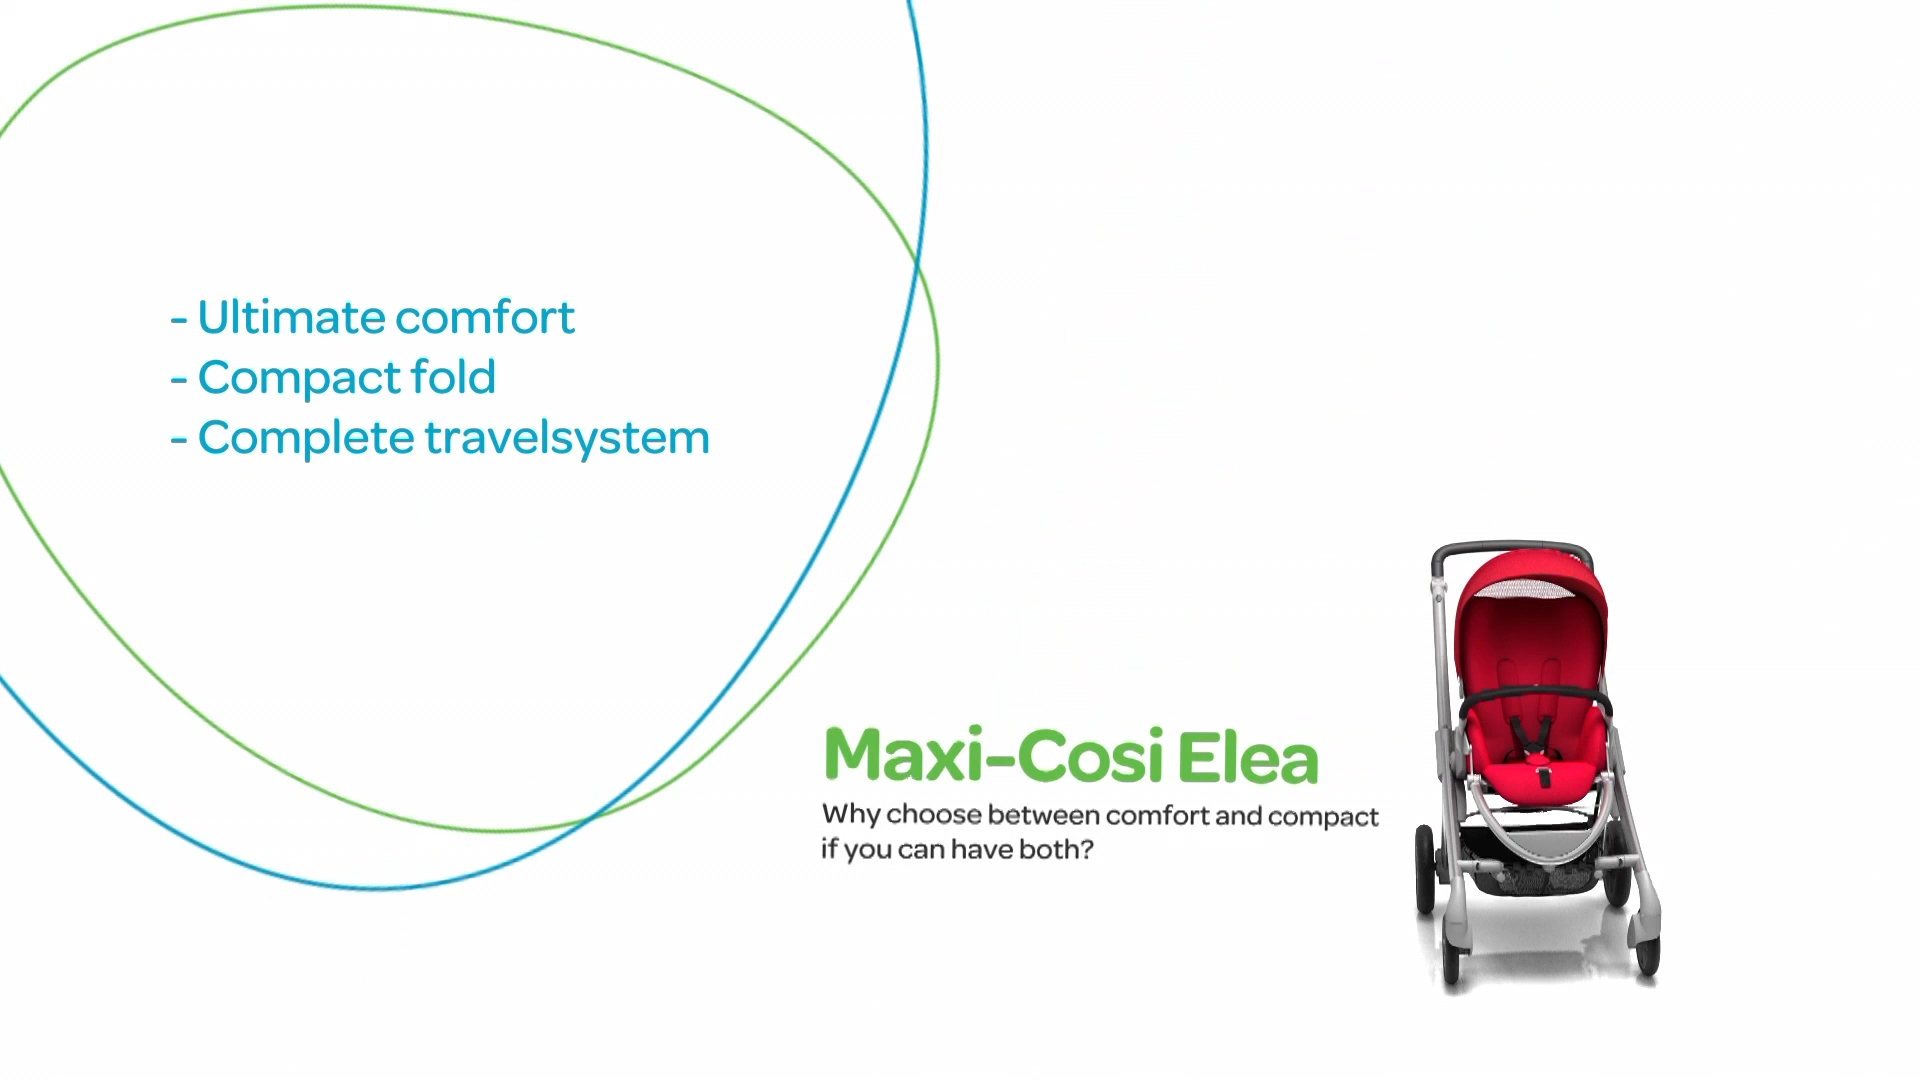 - Ultimate comfort
- Compact fold
- Complete travelsystem
Maxi-Cosi Elea
Why choose between comfort and compact
if you can have both?